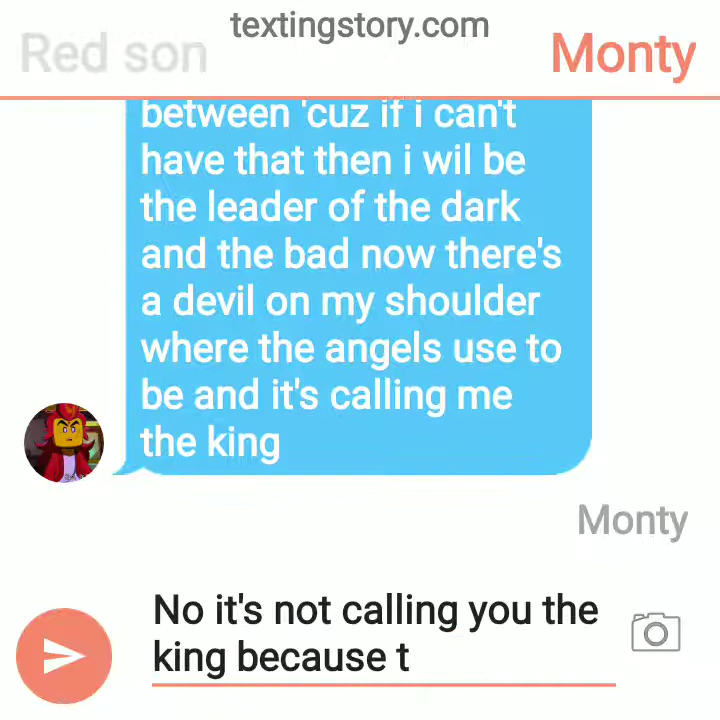 textingstory.com
Red son
Monty
between 'cuz if i can't
have that then i wil be
the leader of the dark
and the bad now there's
a devil on my shoulder
where the angels use to
be and it's calling me
the king
Monty
No it's not calling you the
king because t